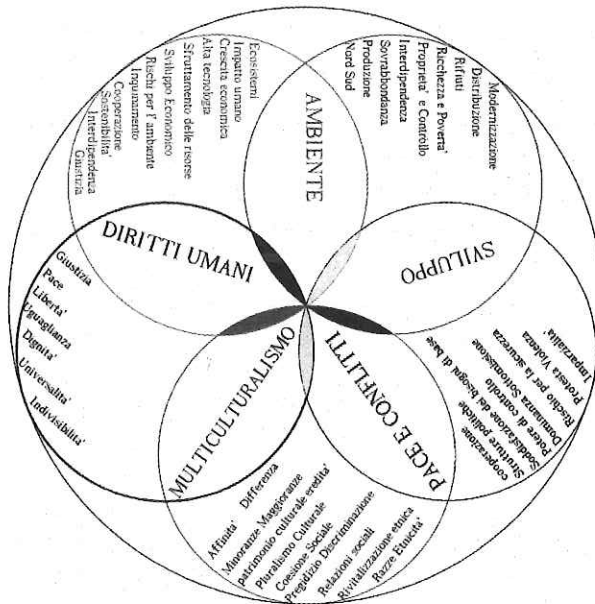 AMBIENTE
SVILUPPO
PACE E CONFLITTI
MULTICULTURALISMO
DIRITTI UMANI
Ecosistemi
Impatto umano
Crescita economica
Alta tecnologia
Sfruttamento delle risorse
Sviluppo Economico
Rischi per l' ambiente
Inquinamento
Cooperazione
Sostenibilita'
Interdipendenza
Giustizia
Modernizzazione
Distribuzione
Rifiuti
Ricchezza e Poverta'
Proprieta' e Controllo
Interdipendenza
Sovrabbondanza
Produzione
Nord Sud
Imparzialita'
Protesta Violenza
Rischio per la sicurezza
Dominanza Sottomissione
Potere di controllo
Soddisfazione dei bisogni di base
Strutture politiche
cooperazione
Differenza
Affinita'
Minoranze Maggioranze
patrimonio culturale eredita'
Pluralismo Culturale
Coesione Sociale
Pregidizio Discriminazione
Relazioni sociali
Rivitalizzazione etnica
Razze Etnicita'
Giustizia
Pace
Liberta'
Uguaglianza
Dignita'
Universalita'
Indivisibilita'